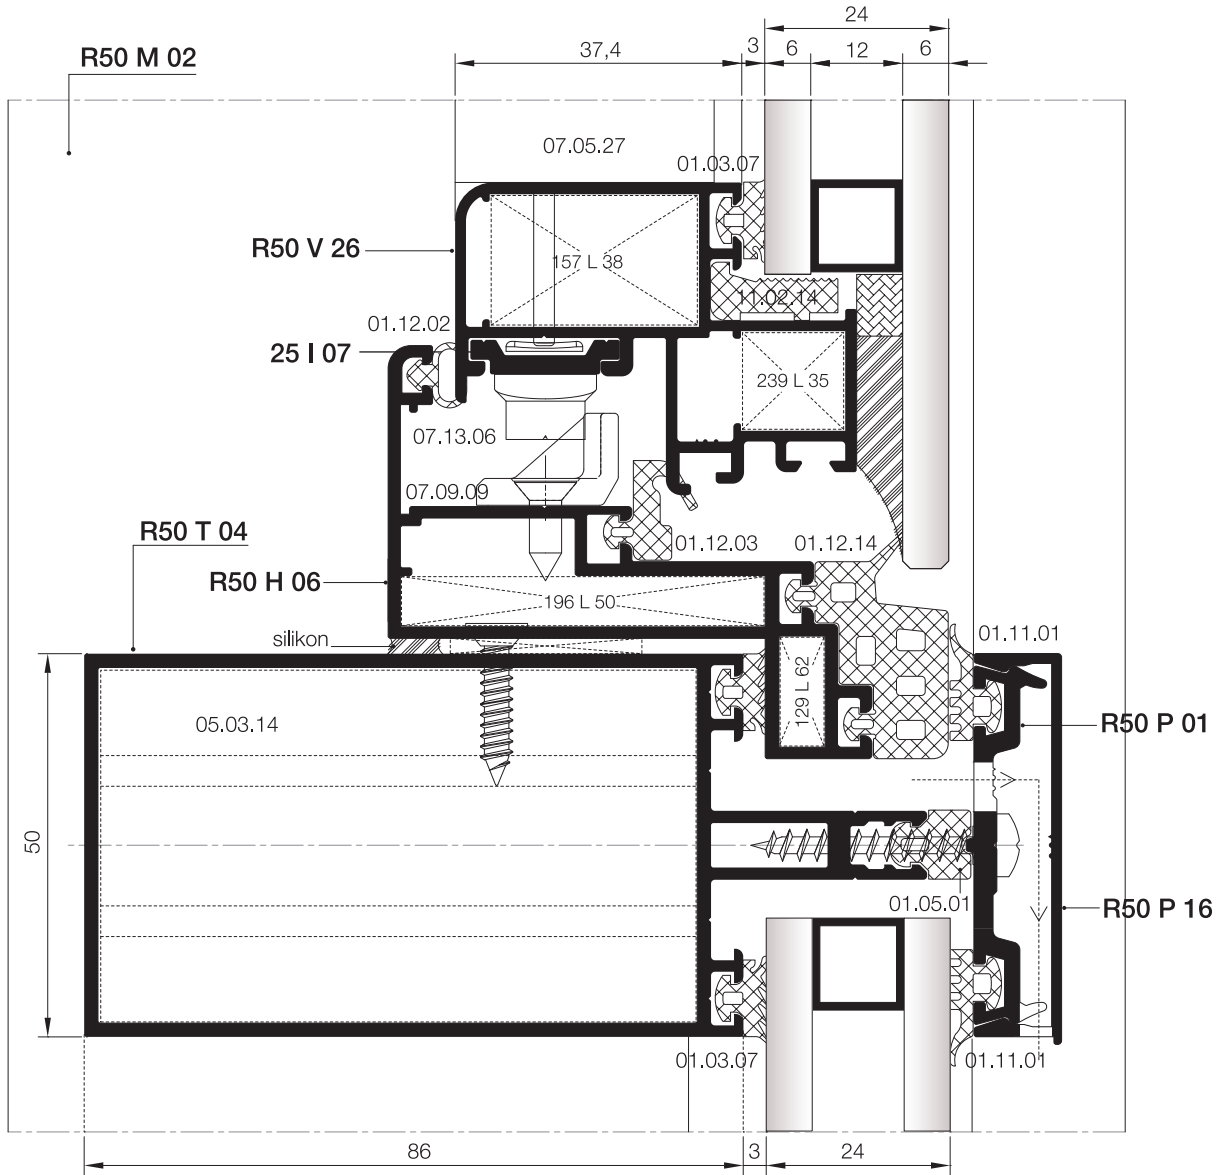 24
37,4
3
6
12
6
R50 M 02
07.05.27
01.03.07
R50 V 26
157 L 38
11.02.14
01.12.02
25 I 07
239 L 35
07.13.06
07.09.09
R50 T 04
01.12.03
01.12.14
R50 H 06
196 L 50
silikon
01.11.01
129 L 62
05.03.14
R50 P 01
50
01.05.01
R50 P 16
01.03.07
01.11.01
86
3
24